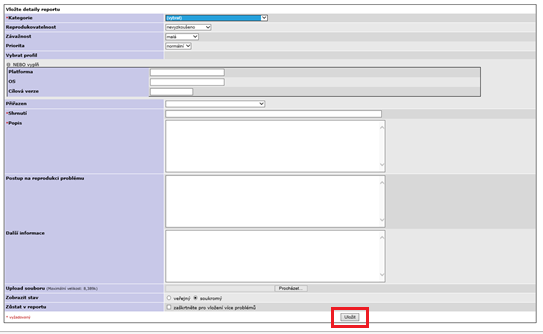 Vložte detaily reportu
*Kategorie (vybrat)
Reprodukovatelnost nevyzkoušeno
Závažnost malá
Priorita normální
Vybrat profil
NEBO vyplň
Platforma
OS
Cílová verze
Přiřazen
*Shrnutí
*Popis
Postup na reprodukci problému
Další informace
Upload souboru (Maximální velikost: 8,388k) Procházet...
Zobrazit stav veřejný soukromý
Zůstat v reportu zaškrtněte pro vložení více problémů
* vyžadovaný Uložit